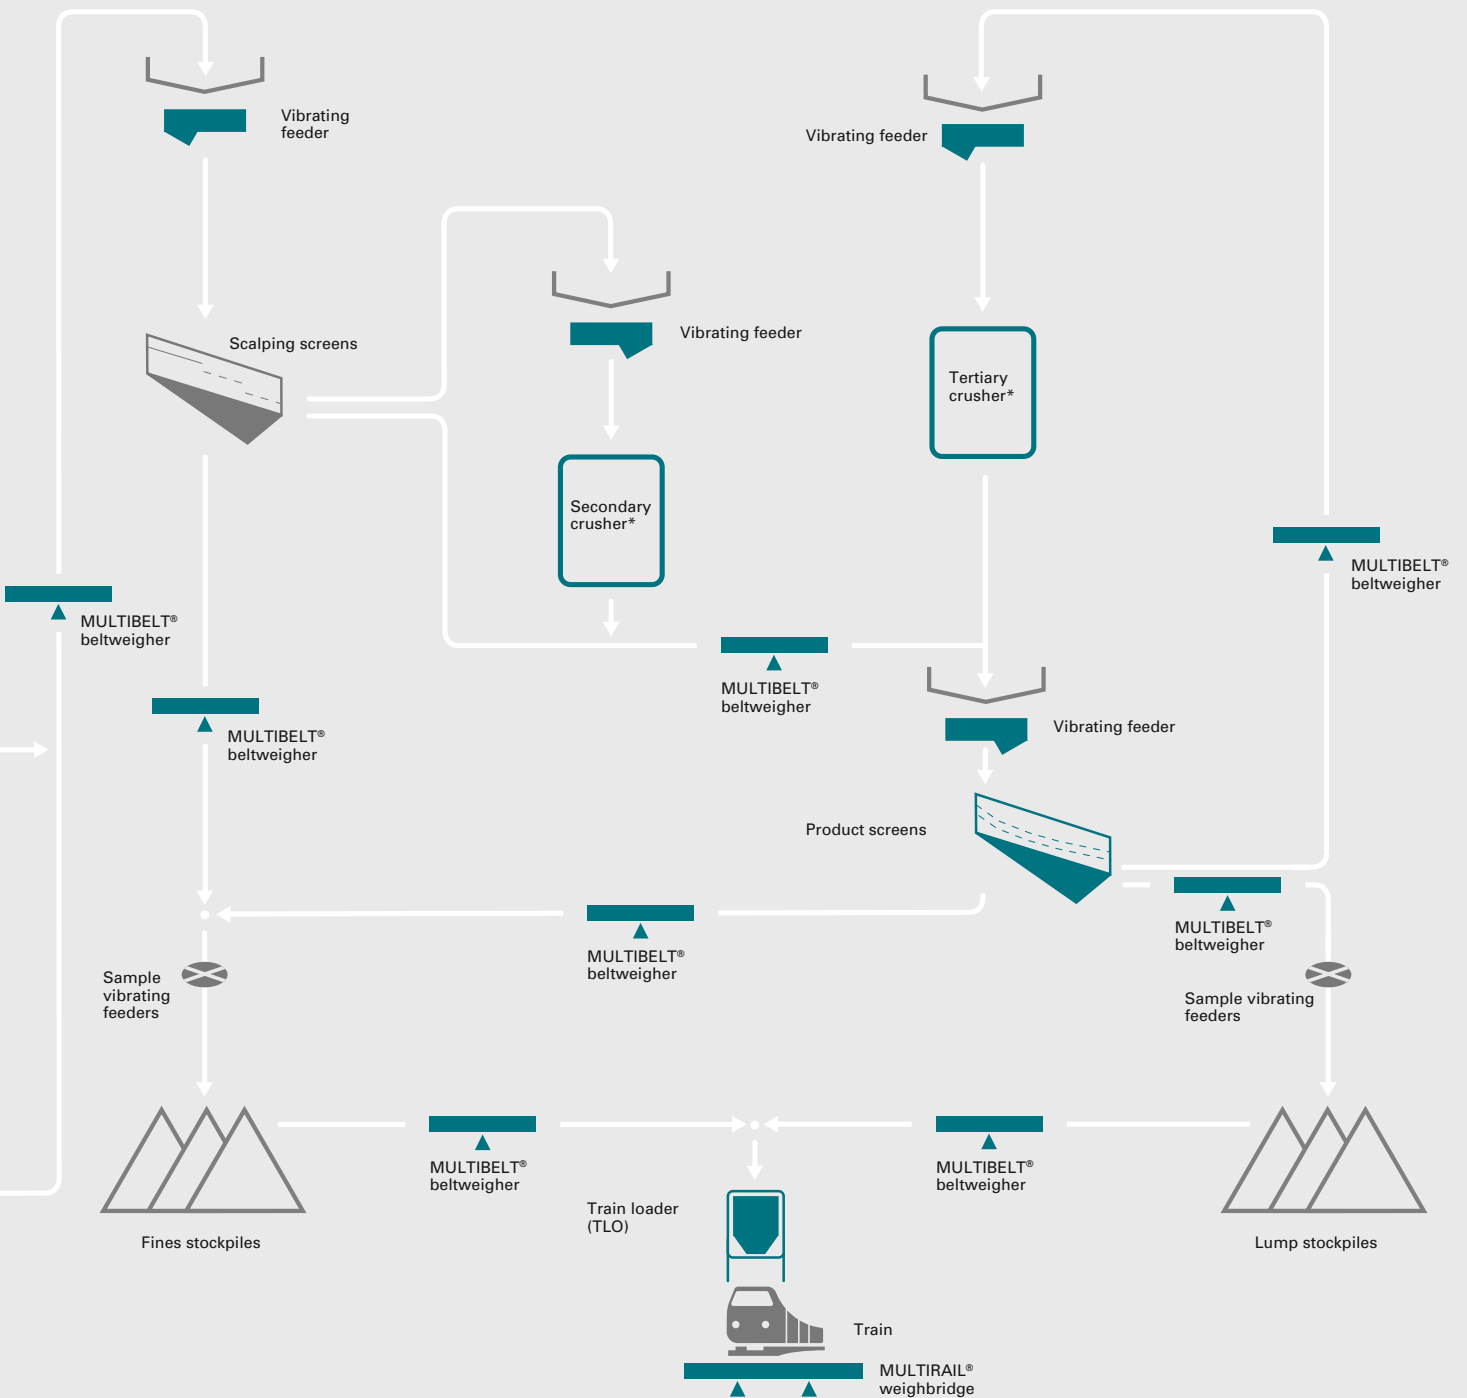 Vibrating
feeder
Vibrating feeder
Scalping screens
Vibrating feeder
Tertiary
crusher*
Secondary
crusher*
MULTIBELT®
beltweigher
MULTIBELT®
beltweigher
MULTIBELT®
beltweigher
MULTIBELT®
beltweigher
Vibrating feeder
Product screens
MULTIBELT®
beltweigher
MULTIBELT®
beltweigher
Sample
vibrating
feeders
Sample vibrating
feeders
MULTIBELT®
beltweigher
MULTIBELT®
beltweigher
Train loader
(TLO)
Fines stockpiles
Lump stockpiles
Train
MULTIRAIL®
weighbridge